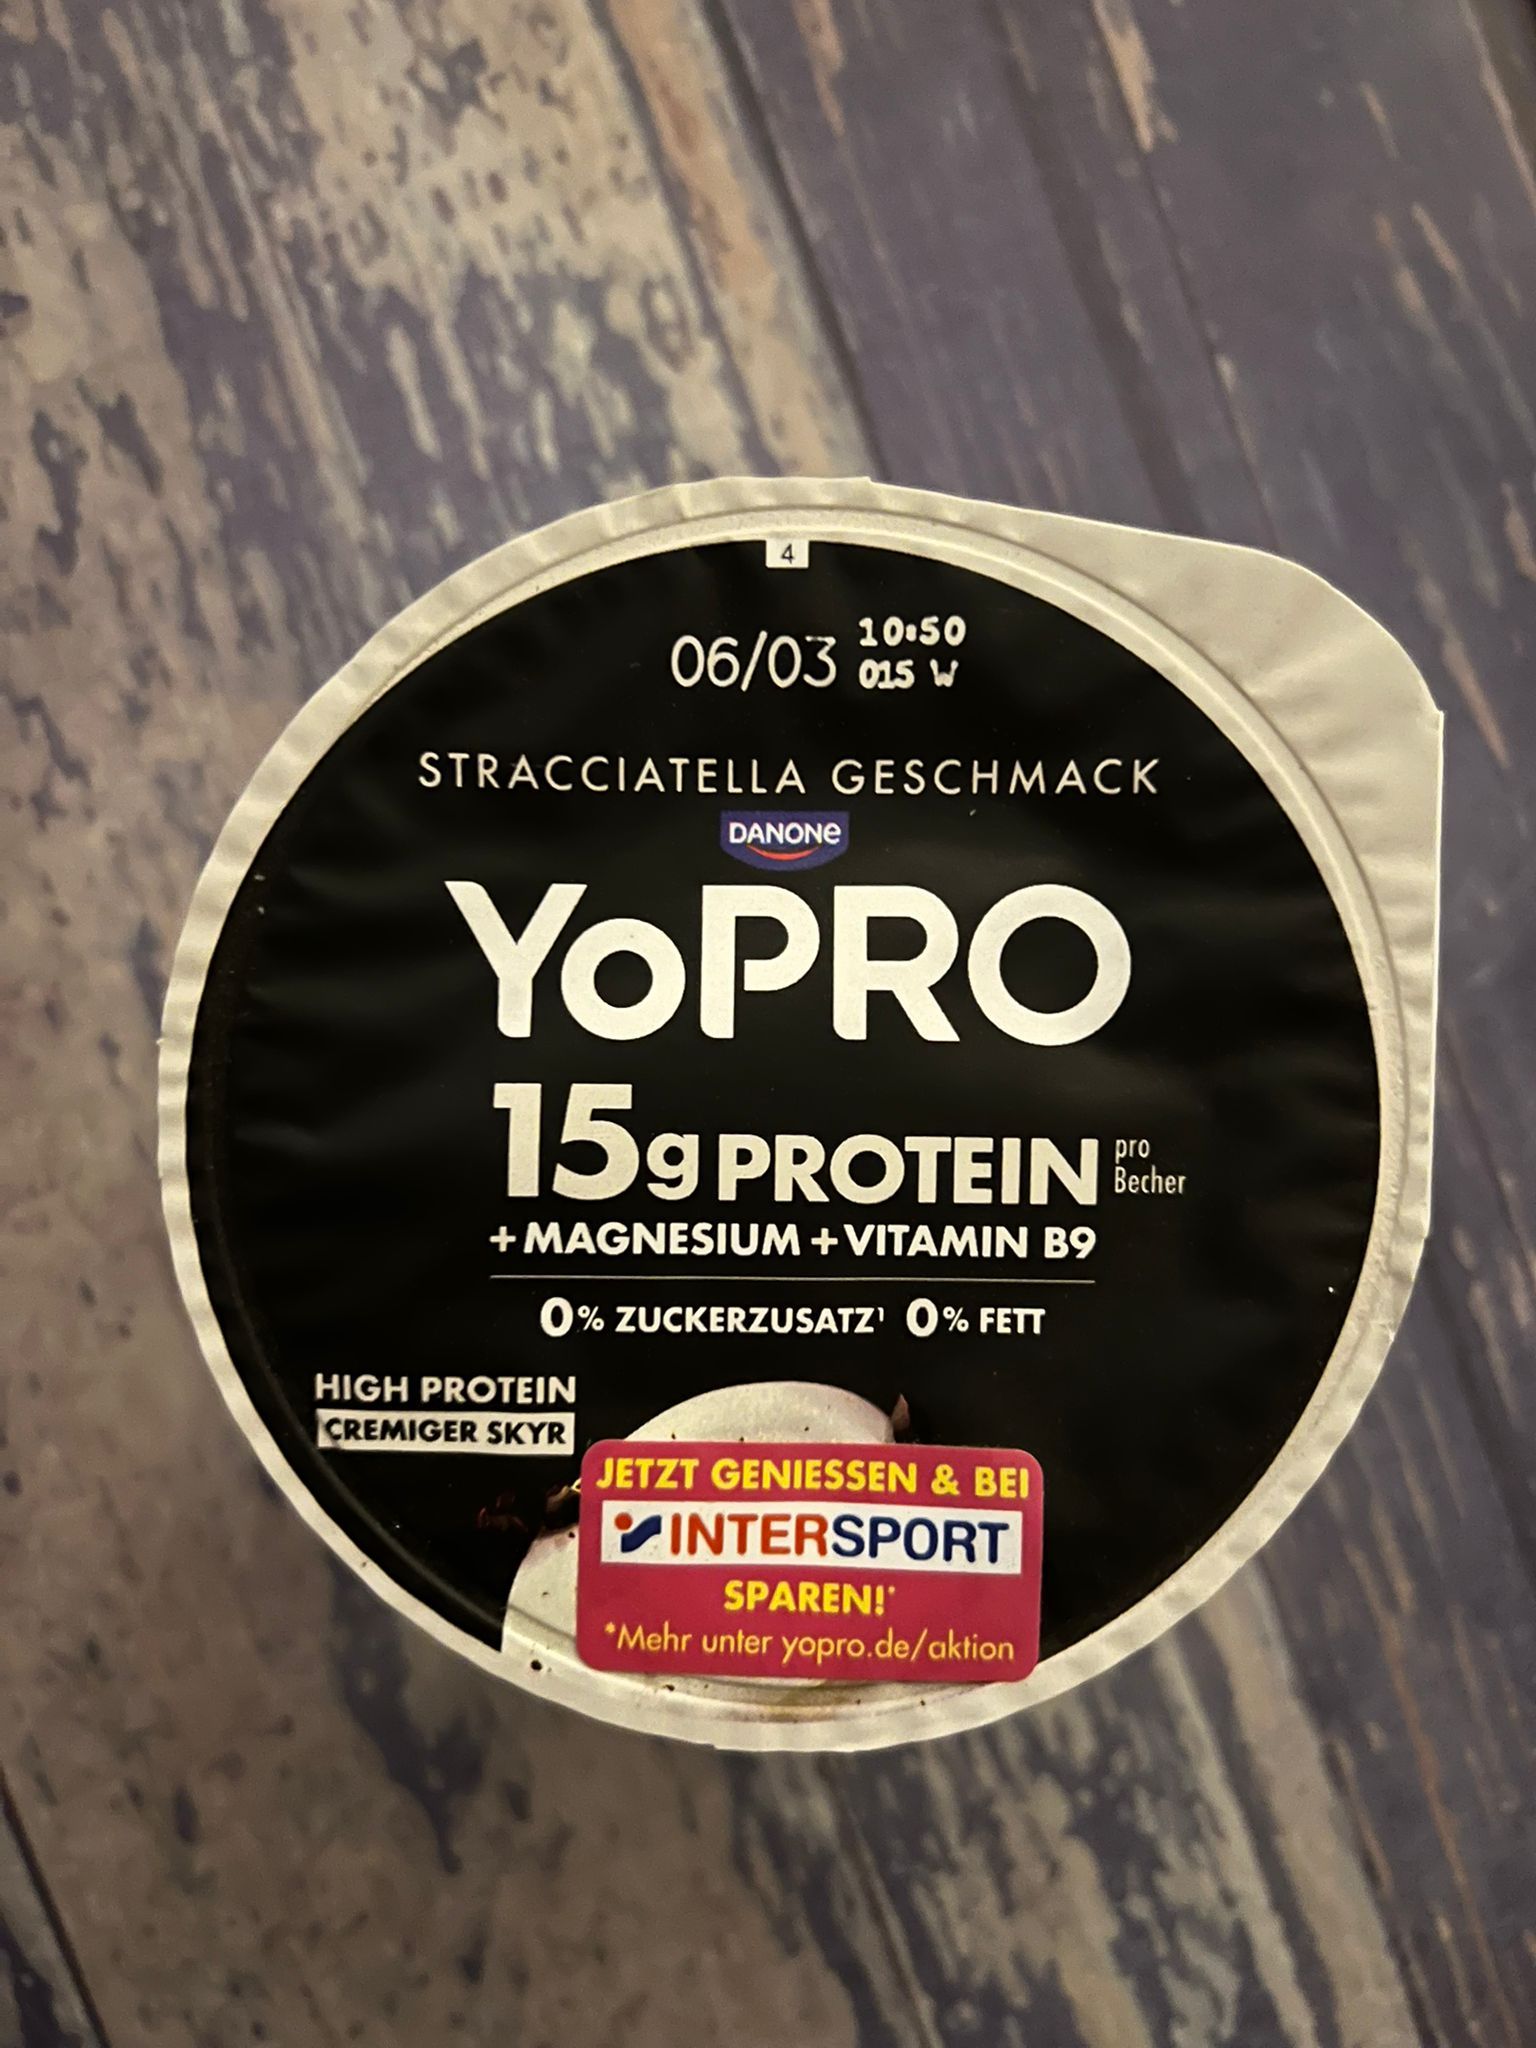 4
06/03 10:50
015 W
STRACCIATELLA GESCHMACK
DANONE
YoPRO
15g PROTEIN pro Becher
+MAGNESIUM +VITAMIN B9
0% ZUCKERZUSATZ¹ 0% FETT
HIGH PROTEIN
CREMIGER SKYR
JETZT GENIESSEN & BEI
INTERSPORT
SPAREN!*
*Mehr unter yopro.de/aktion